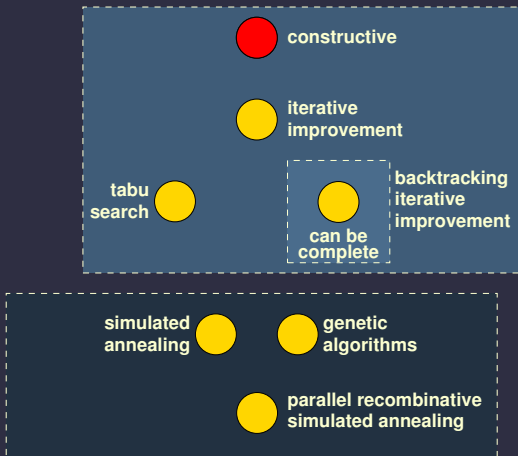 constructive
iterative
improvement
tabu
search
backtracking
iterative
improvement
can be
complete
simulated
annealing
genetic
algorithms
parallel recombinative
simulated annealing